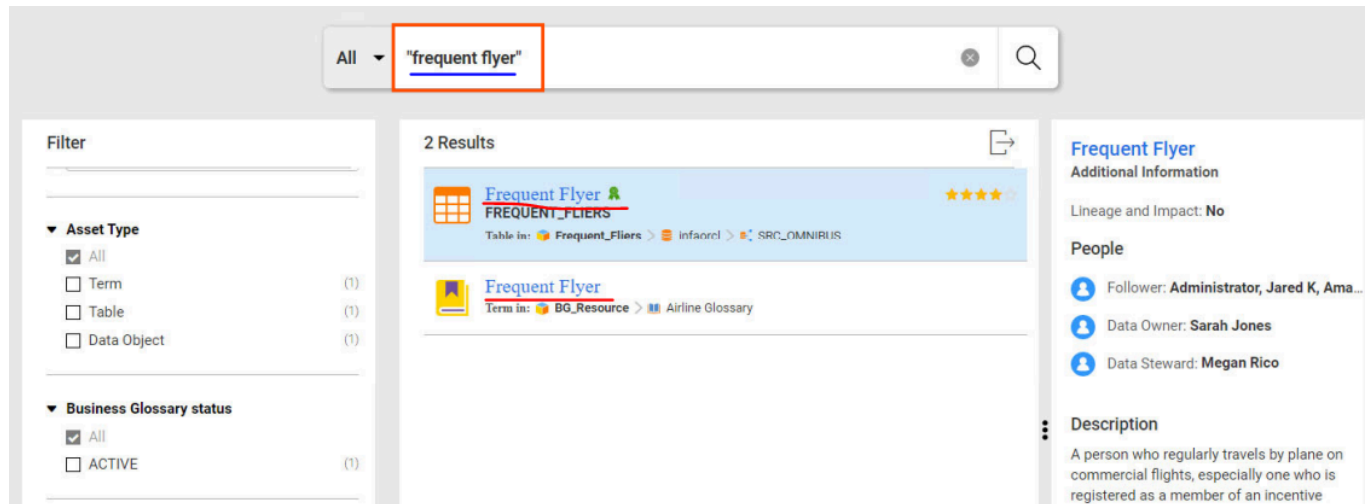 All "frequent flyer"
Filter
Asset Type
All
Term (1)
Table (1)
Data Object (1)
Business Glossary status
All
ACTIVE (1)
2 Results
Frequent Flyer
FREQUENT_FLIERS
Table in: Frequent_Fliers > infaorcl > SRC_OMNIBUS
Frequent Flyer
Term in: BG_Resource > Airline Glossary
Frequent Flyer
Additional Information
Lineage and Impact: No
People
Follower: Administrator, Jared K, Ama...
Data Owner: Sarah Jones
Data Steward: Megan Rico
Description
A person who regularly travels by plane on
commercial flights, especially one who is
registered as a member of an incentive